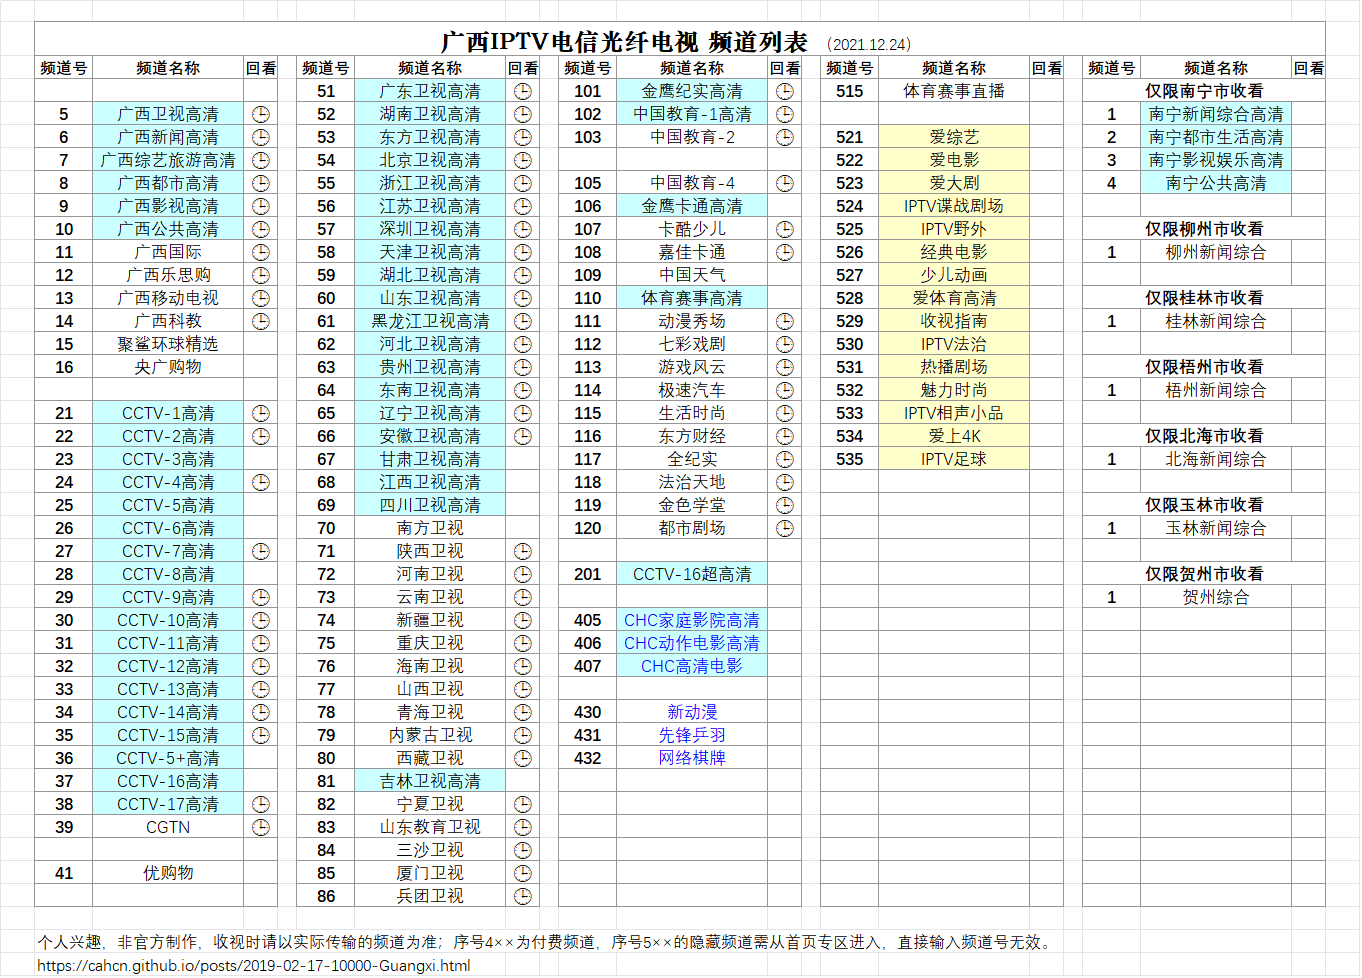 广西IPTV电信光纤电视 频道列表 （2021.12.24）
频道号 频道名称 回看 频道号 频道名称 回看 频道号 频道名称 回看 频道号 频道名称 回看 频道号 频道名称 回看
51 广东卫视高清 101 金鹰纪实高清 515 体育赛事直播 仅限南宁市收看
5 广西卫视高清 52 湖南卫视高清 102 中国教育-1高清 1 南宁新闻综合高清
6 广西新闻高清 53 东方卫视高清 103 中国教育-2 521 爱综艺 2 南宁都市生活高清
7 广西综艺旅游高清 54 北京卫视高清 522 爱电影 3 南宁影视娱乐高清
8 广西都市高清 55 浙江卫视高清 105 中国教育-4 523 爱大剧 4 南宁公共高清
9 广西影视高清 56 江苏卫视高清 106 金鹰卡通高清 524 IPTV谍战剧场
10 广西公共高清 57 深圳卫视高清 107 卡酷少儿 525 IPTV野外 仅限柳州市收看
11 广西国际 58 天津卫视高清 108 嘉佳卡通 526 经典电影 1 柳州新闻综合
12 广西乐思购 59 湖北卫视高清 109 中国天气 527 少儿动画
13 广西移动电视 60 山东卫视高清 110 体育赛事高清 528 爱体育高清 仅限桂林市收看
14 广西科教 61 黑龙江卫视高清 111 动漫秀场 529 收视指南 1 桂林新闻综合
15 聚鲨环球精选 62 河北卫视高清 112 七彩戏剧 530 IPTV法治
16 央广购物 63 贵州卫视高清 113 游戏风云 531 热播剧场 仅限梧州市收看
64 东南卫视高清 114 极速汽车 532 魅力时尚 1 梧州新闻综合
21 CCTV-1高清 65 辽宁卫视高清 115 生活时尚 533 IPTV相声小品
22 CCTV-2高清 66 安徽卫视高清 116 东方财经 534 爱上4K 仅限北海市收看
23 CCTV-3高清 67 甘肃卫视高清 117 全纪实 535 IPTV足球 1 北海新闻综合
24 CCTV-4高清 68 江西卫视高清 118 法治天地
25 CCTV-5高清 69 四川卫视高清 119 金色学堂 仅限玉林市收看
26 CCTV-6高清 70 南方卫视 120 都市剧场 1 玉林新闻综合
27 CCTV-7高清 71 陕西卫视
28 CCTV-8高清 72 河南卫视 201 CCTV-16超高清 仅限贺州市收看
29 CCTV-9高清 73 云南卫视 1 贺州综合
30 CCTV-10高清 74 新疆卫视 405 CHC家庭影院高清
31 CCTV-11高清 75 重庆卫视 406 CHC动作电影高清
32 CCTV-12高清 76 海南卫视 407 CHC高清电影
33 CCTV-13高清 77 山西卫视
34 CCTV-14高清 78 青海卫视 430 新动漫
35 CCTV-15高清 79 内蒙古卫视 431 先锋乒羽
36 CCTV-5+高清 80 西藏卫视 432 网络棋牌
37 CCTV-16高清 81 吉林卫视高清
38 CCTV-17高清 82 宁夏卫视
39 CGTN 83 山东教育卫视
84 三沙卫视
41 优购物 85 厦门卫视
86 兵团卫视
个人兴趣，非官方制作，收视时请以实际传输的频道为准；序号4××为付费频道，序号5××的隐藏频道需从首页专区进入，直接输入频道号无效。
https://cahcn.github.io/posts/2019-02-17-10000-Guangxi.html